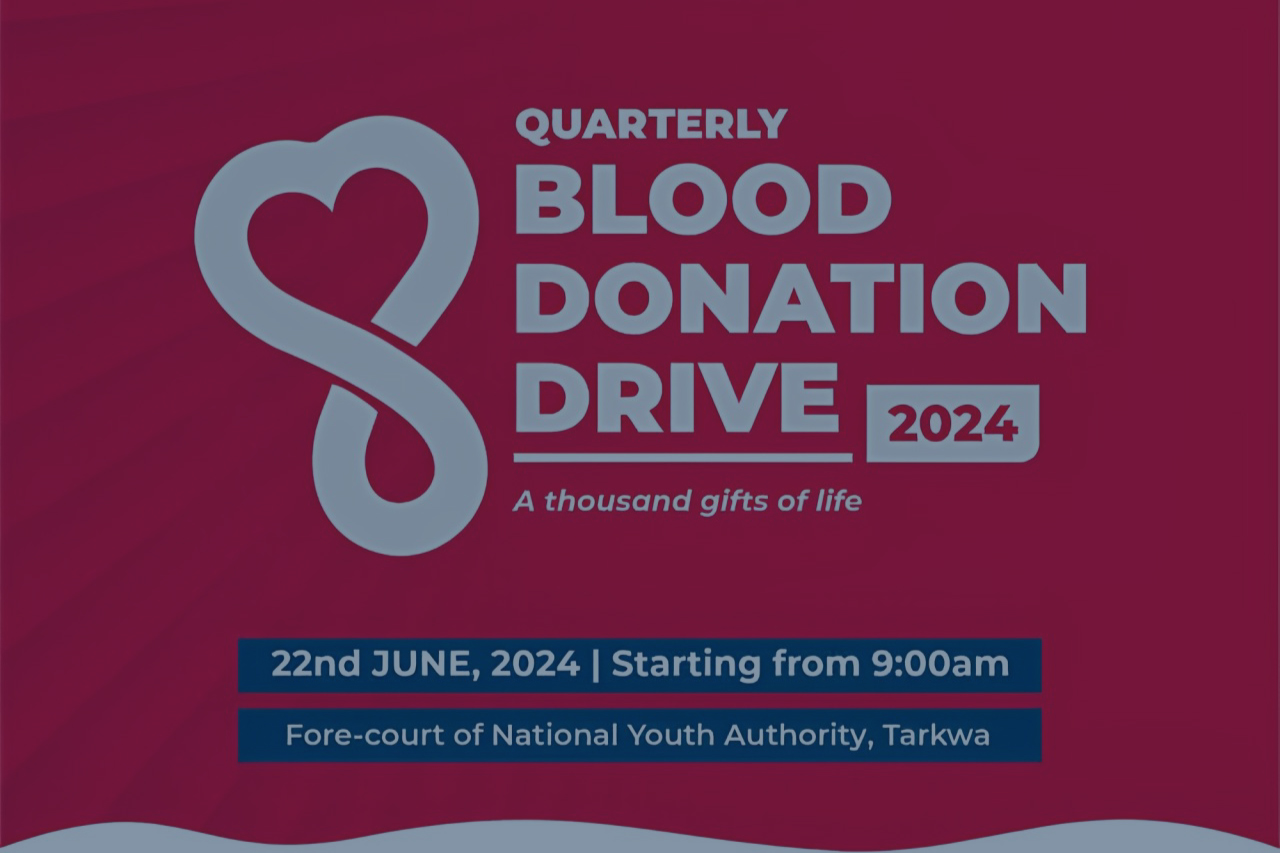 QUARTERLY
BLOOD
DONATION
DRIVE
2024
A thousand gifts of life
22nd JUNE, 2024 | Starting from 9:00am
Fore-court of National Youth Authority, Tarkwa